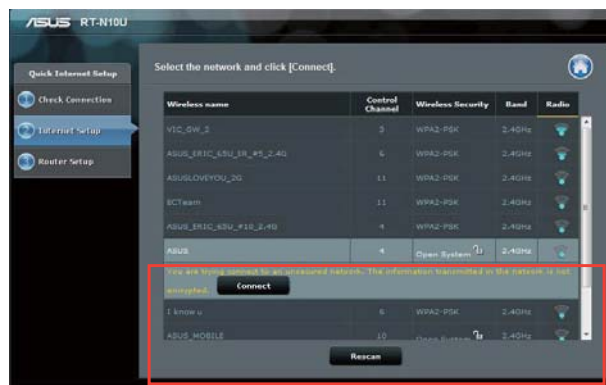 ASUS RT-N10U
Quick Internet Setup
Check Connection
Internet Setup
Router Setup
Select the network and click [Connect].
Wireless name Control Channel Wireless Security Band Radio
VIC_GW_2 3 WPA2-PSK 2.4GHz
ASUS_ERIC_65U_IR_#5_2.4G 6 WPA2-PSK 2.4GHz
ASUSLOVEYOU_2G 11 WPA2-PSK 2.4GHz
BCTeam 11 WPA2-PSK 2.4GHz
ASUS_ERIC_65U_#10_2.4G 4 WPA2-PSK 2.4GHz
ASUS 4 Open System 2.4GHz
You are trying connect to an unsecured network. The information transmitted in the network is not
encrypted. Connect
I know u 6 WPA2-PSK 2.4GHz
ASUS_MOBILE 10 Open System 2.4GHz
Rescan